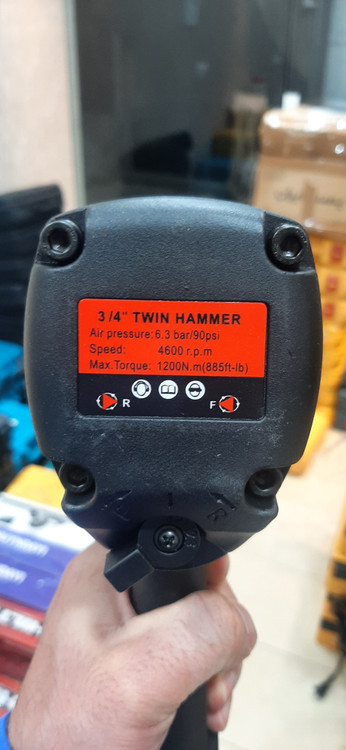 3/4" TWIN HAMMER
Air pressure: 6.3 bar/90psi
Speed: 4600 r.p.m
Max.Torque: 1200N.m(885ft-lb)
R
F
F
R